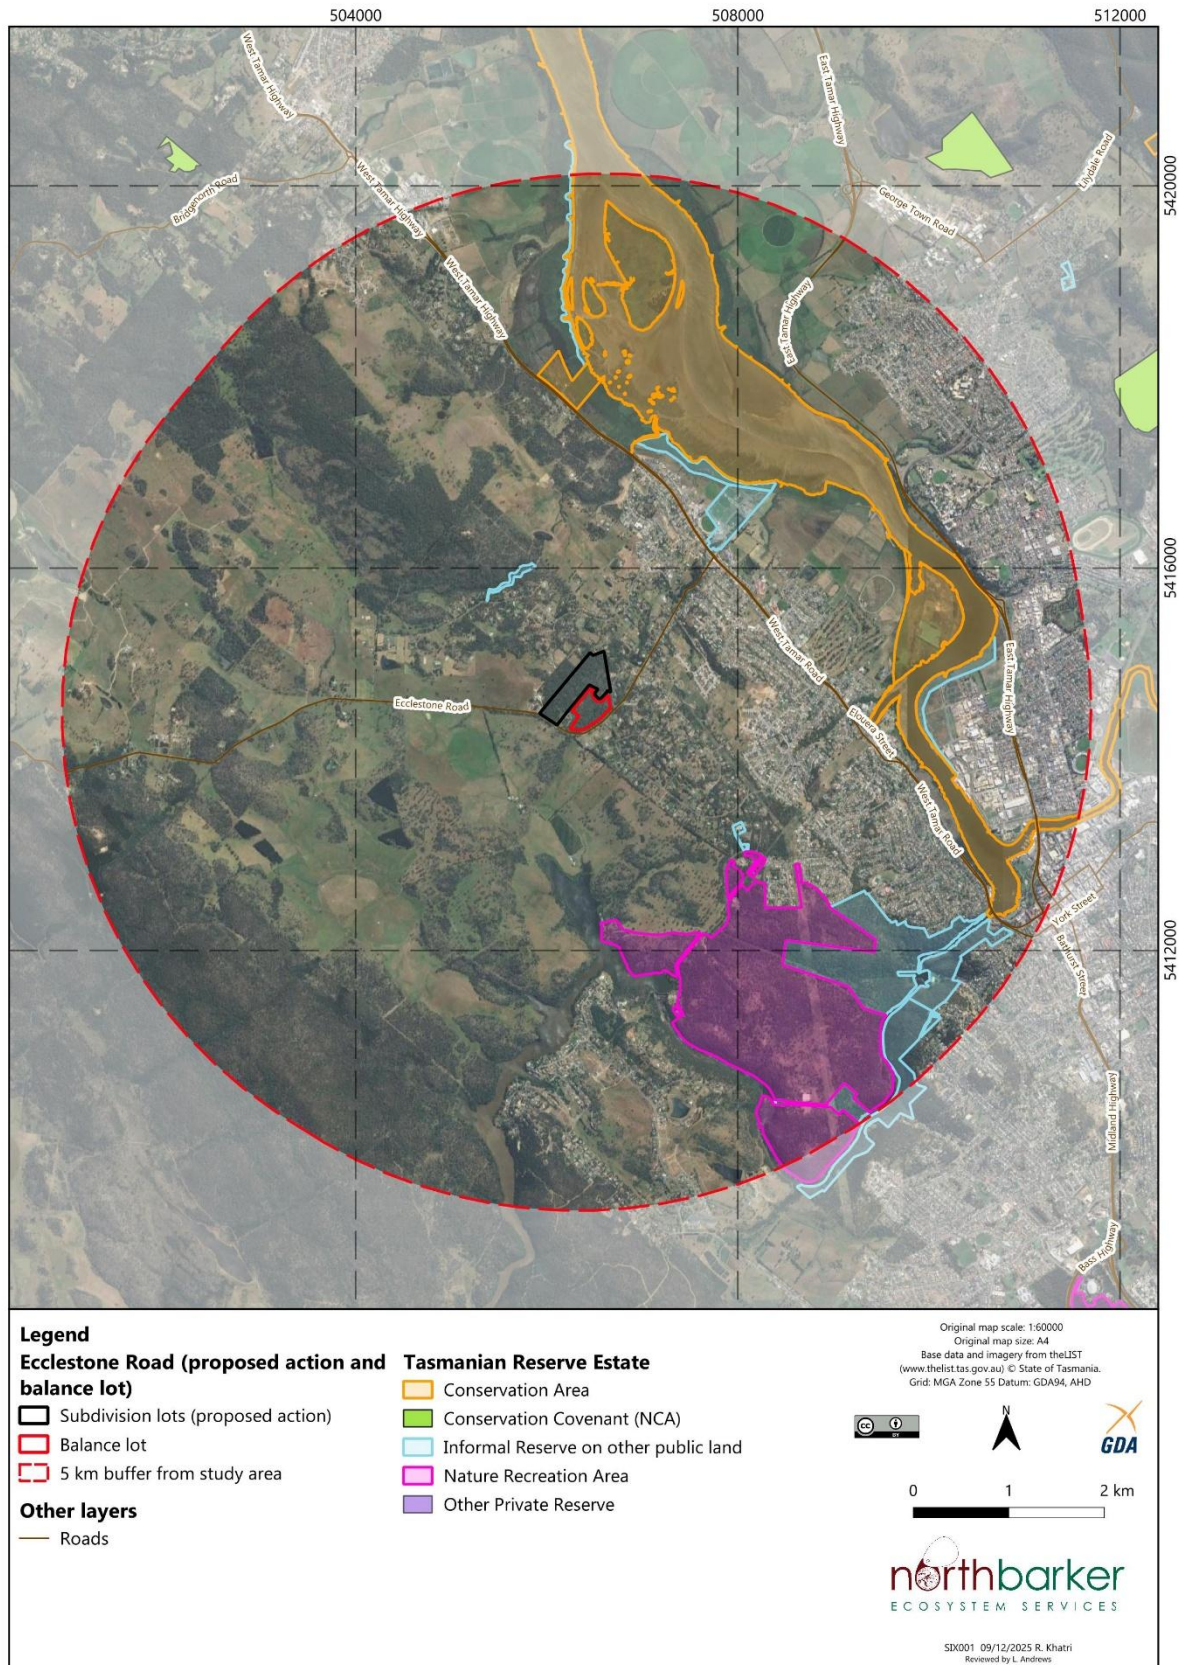 504000
508000
512000
West Tamar Highway
East Tamar Highway
Lilydale Road
Bridgenorth Road
West Tamar Highway
George Town Road
5420000
West Tamar Highway
East Tamar Highway
5416000
West Tamar Road
East Tamar Highway
Ecclestone Road
Elouera Street
West Tamar Road
York Street
Bathurst Street
5412000
Midland Highway
Bass Highway
Legend
Ecclestone Road (proposed action and
balance lot)
Subdivision lots (proposed action)
Balance lot
5 km buffer from study area
Other layers
Roads
Tasmanian Reserve Estate
Conservation Area
Conservation Covenant (NCA)
Informal Reserve on other public land
Nature Recreation Area
Other Private Reserve
Original map scale: 1:60000
Original map size: A4
Base data and imagery from theLIST
(www.thelist.tas.gov.au) © State of Tasmania.
Grid: MGA Zone 55 Datum: GDA94, AHD
cc BY
N
GDA
0 1 2 km
northbarker
ECOSYSTEM SERVICES
SIX001 09/12/2025 R. Khatri
Reviewed by L. Andrews